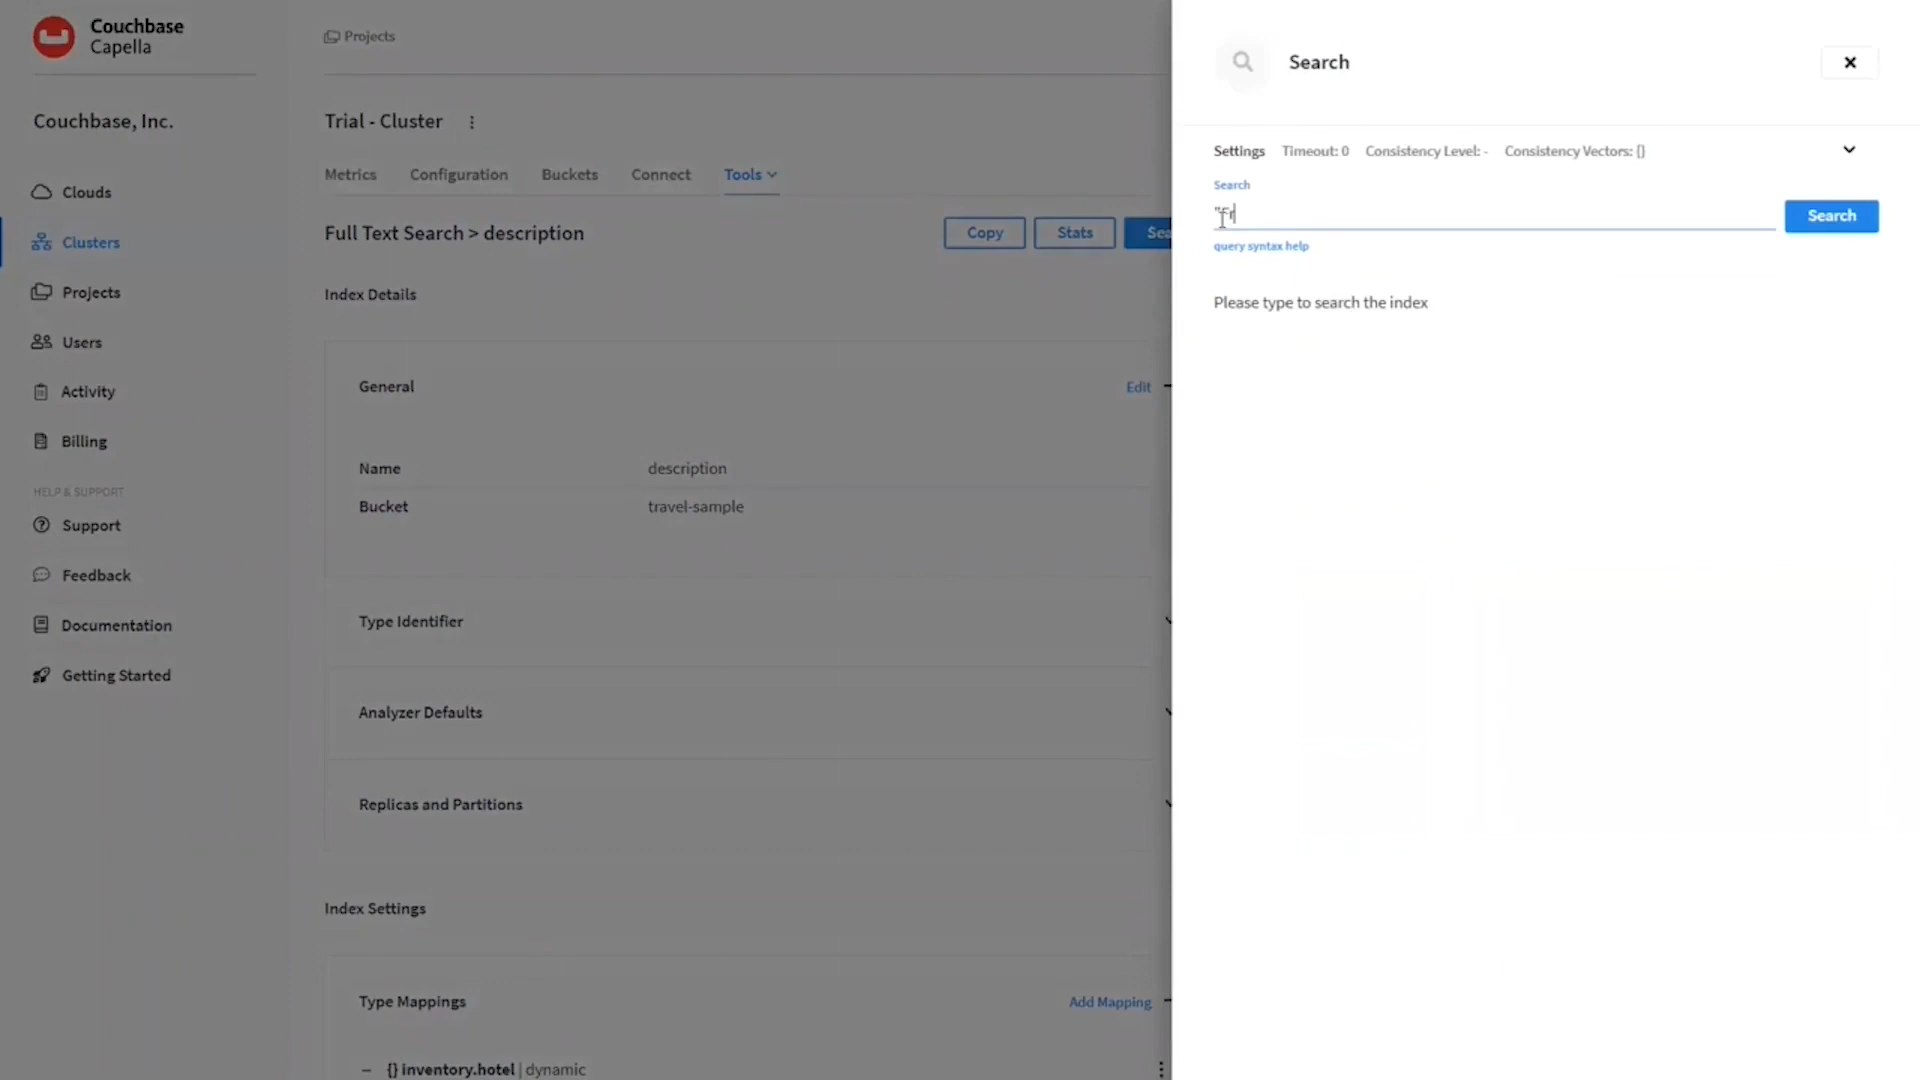 Couchbase
Capella
Couchbase, Inc.
Clouds
Clusters
Projects
Users
Activity
Billing
HELP & SUPPORT
Support
Feedback
Documentation
Getting Started
Projects
Trial - Cluster
Metrics
Configuration
Buckets
Connect
Tools
Full Text Search > description
Copy
Stats
Index Details
General
Edit
Name
description
Bucket
travel-sample
Type Identifier
Analyzer Defaults
Replicas and Partitions
Index Settings
Type Mappings
Add Mapping
{} inventory.hotel | dynamic
Search
Settings Timeout: 0 Consistency Level: - Consistency Vectors: {}
Search
Search
query syntax help
Please type to search the index